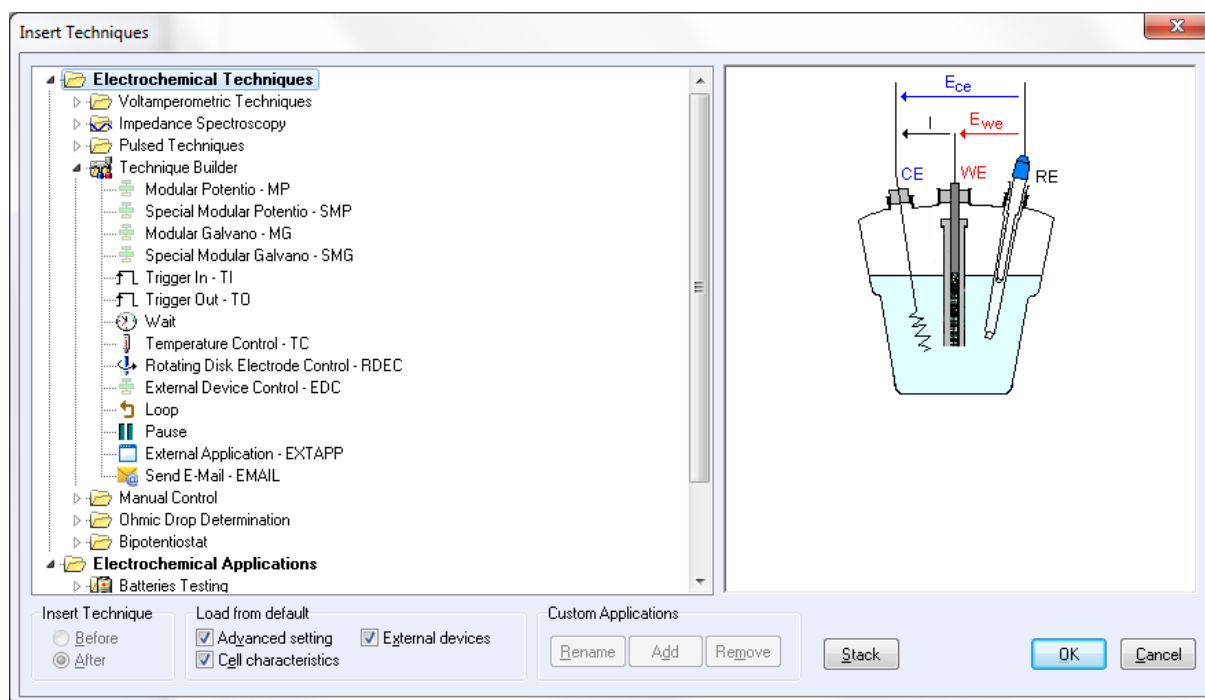 Insert Techniques
Electrochemical Techniques
Voltamperometric Techniques
Impedance Spectroscopy
Pulsed Techniques
Technique Builder
Modular Potentio - MP
Special Modular Potentio - SMP
Modular Galvano - MG
Special Modular Galvano - SMG
Trigger In - TI
Trigger Out - TO
Wait
Temperature Control - TC
Rotating Disk Electrode Control - RDEC
External Device Control - EDC
Loop
Pause
External Application - EXTAPP
Send E-Mail - EMAIL
Manual Control
Ohmic Drop Determination
Bipotentiostat
Electrochemical Applications
Batteries Testing
Ece
I Ewe
CE WE RE
Insert Technique
Before
After
Load from default
Advanced setting External devices
Cell characteristics
Custom Applications
Rename Add Remove
Stack
OK Cancel